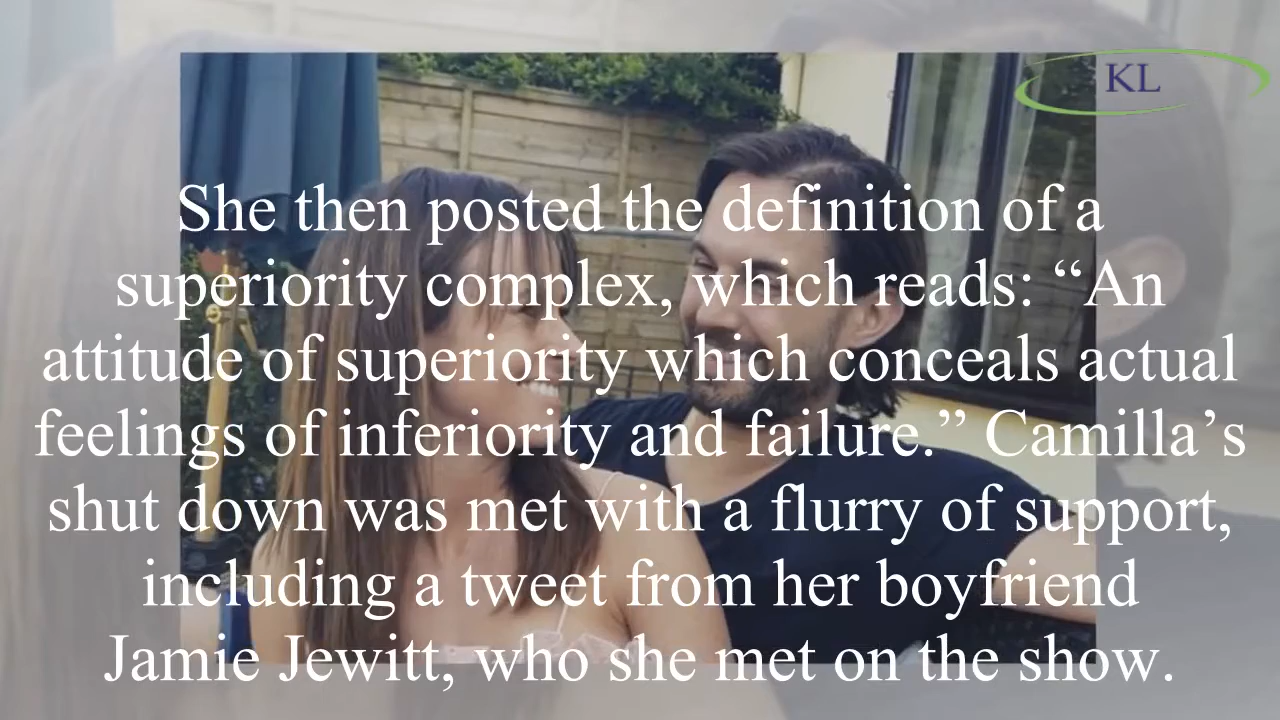 KL
She then posted the definition of a
superiority complex, which reads: “An
attitude of superiority which conceals actual
feelings of inferiority and failure.” Camilla’s
shut down was met with a flurry of support,
including a tweet from her boyfriend
Jamie Jewitt, who she met on the show.